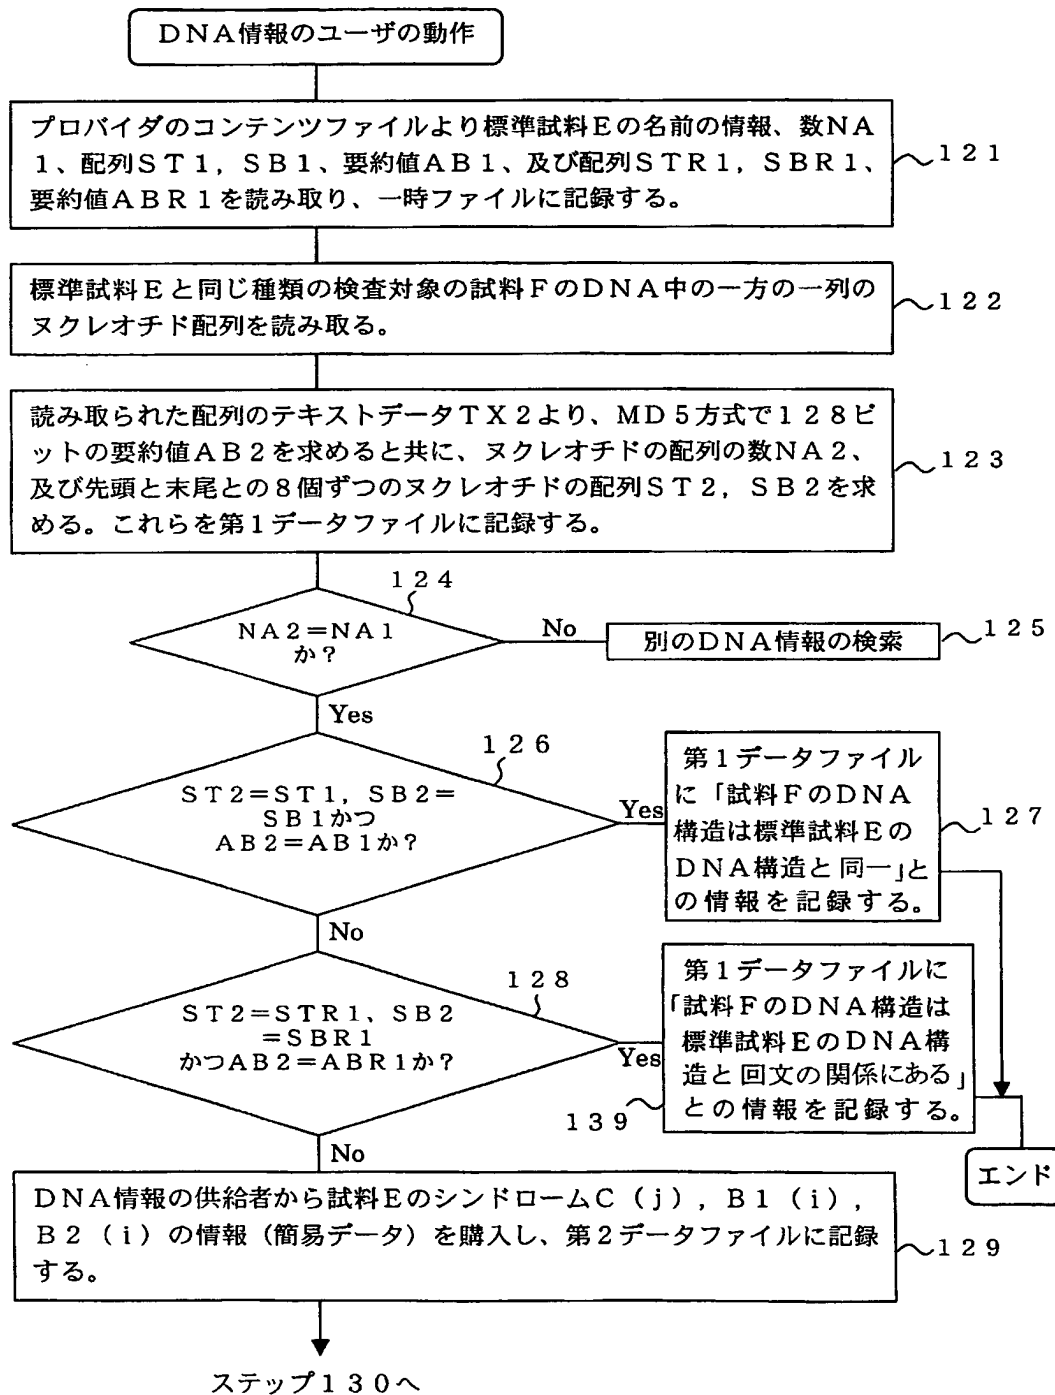 DNA情報のユーザの動作
プロバイダのコンテンツファイルより標準試料Eの名前の情報、数NA
1、配列ST1，SB1、要約値AB1、及び配列STR1，SBR1、
要約値ABR1を読み取り、一時ファイルに記録する。
121
標準試料Eと同じ種類の検査対象の試料FのDNA中の一方の一列の
ヌクレオチド配列を読み取る。
122
読み取られた配列のテキストデータTX2より、MD5方式で128ビ
ットの要約値AB2を求めると共に、ヌクレオチドの配列の数NA2、
及び先頭と末尾との8個ずつのヌクレオチドの配列ST2，SB2を求
める。これらを第1データファイルに記録する。
123
124
NA2＝NA1
か？
No
別のDNA情報の検索
125
Yes
126
ST2＝ST1，SB2＝
SB1かつ
AB2＝AB1か？
Yes
第1データファイル
に「試料FのDNA
構造は標準試料Eの
DNA構造と同一」と
の情報を記録する。
127
No
128
ST2＝STR1、SB2
＝SBR1
かつAB2＝ABR1か？
Yes
第1データファイルに
「試料FのDNA構造は
標準試料EのDNA構
造と回文の関係にある」
との情報を記録する。
139
No
エンド
DNA情報の供給者から試料EのシンドロームC（j），B1（i），
B2（i）の情報（簡易データ）を購入し、第2データファイルに記録
する。
129
ステップ130へ